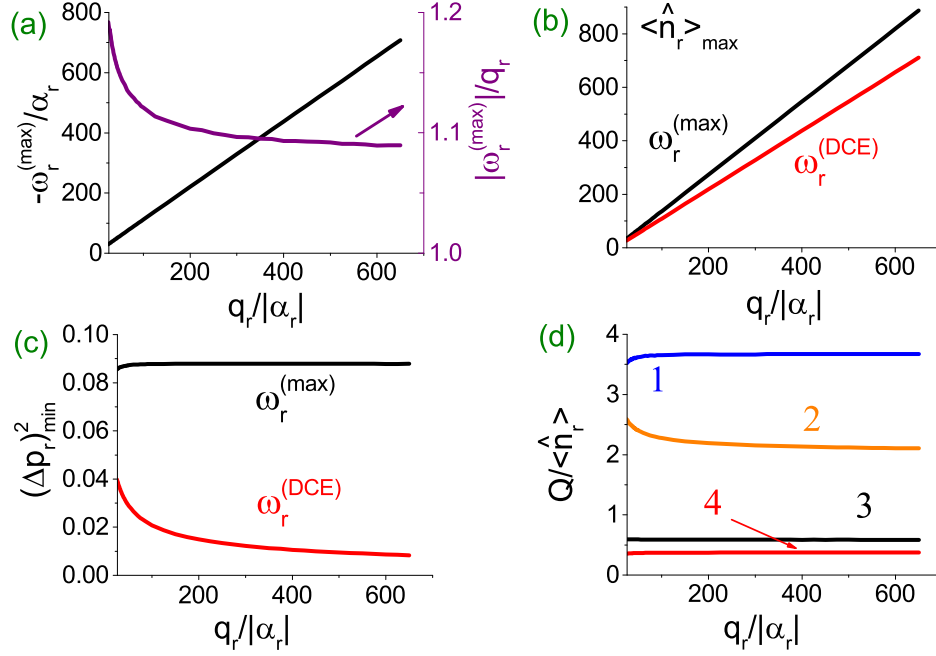 (a)
-ω_r^(max)/α_r
800
600
400
200
0
200
400
600
q_r/|α_r|
1.2
1.1
1.0
|ω_r^(max)|/q_r
(b)
<n̂_r>_max
ω_r^(max)
ω_r^(DCE)
800
600
400
200
0
200
400
600
q_r/|α_r|
(c)
(Δp_r)²_min
0.10
0.08
0.06
0.04
0.02
0.00
ω_r^(max)
ω_r^(DCE)
200
400
600
q_r/|α_r|
(d)
Q/<n̂_r>
4
3
2
1
0
1
2
3
4
200
400
600
q_r/|α_r|